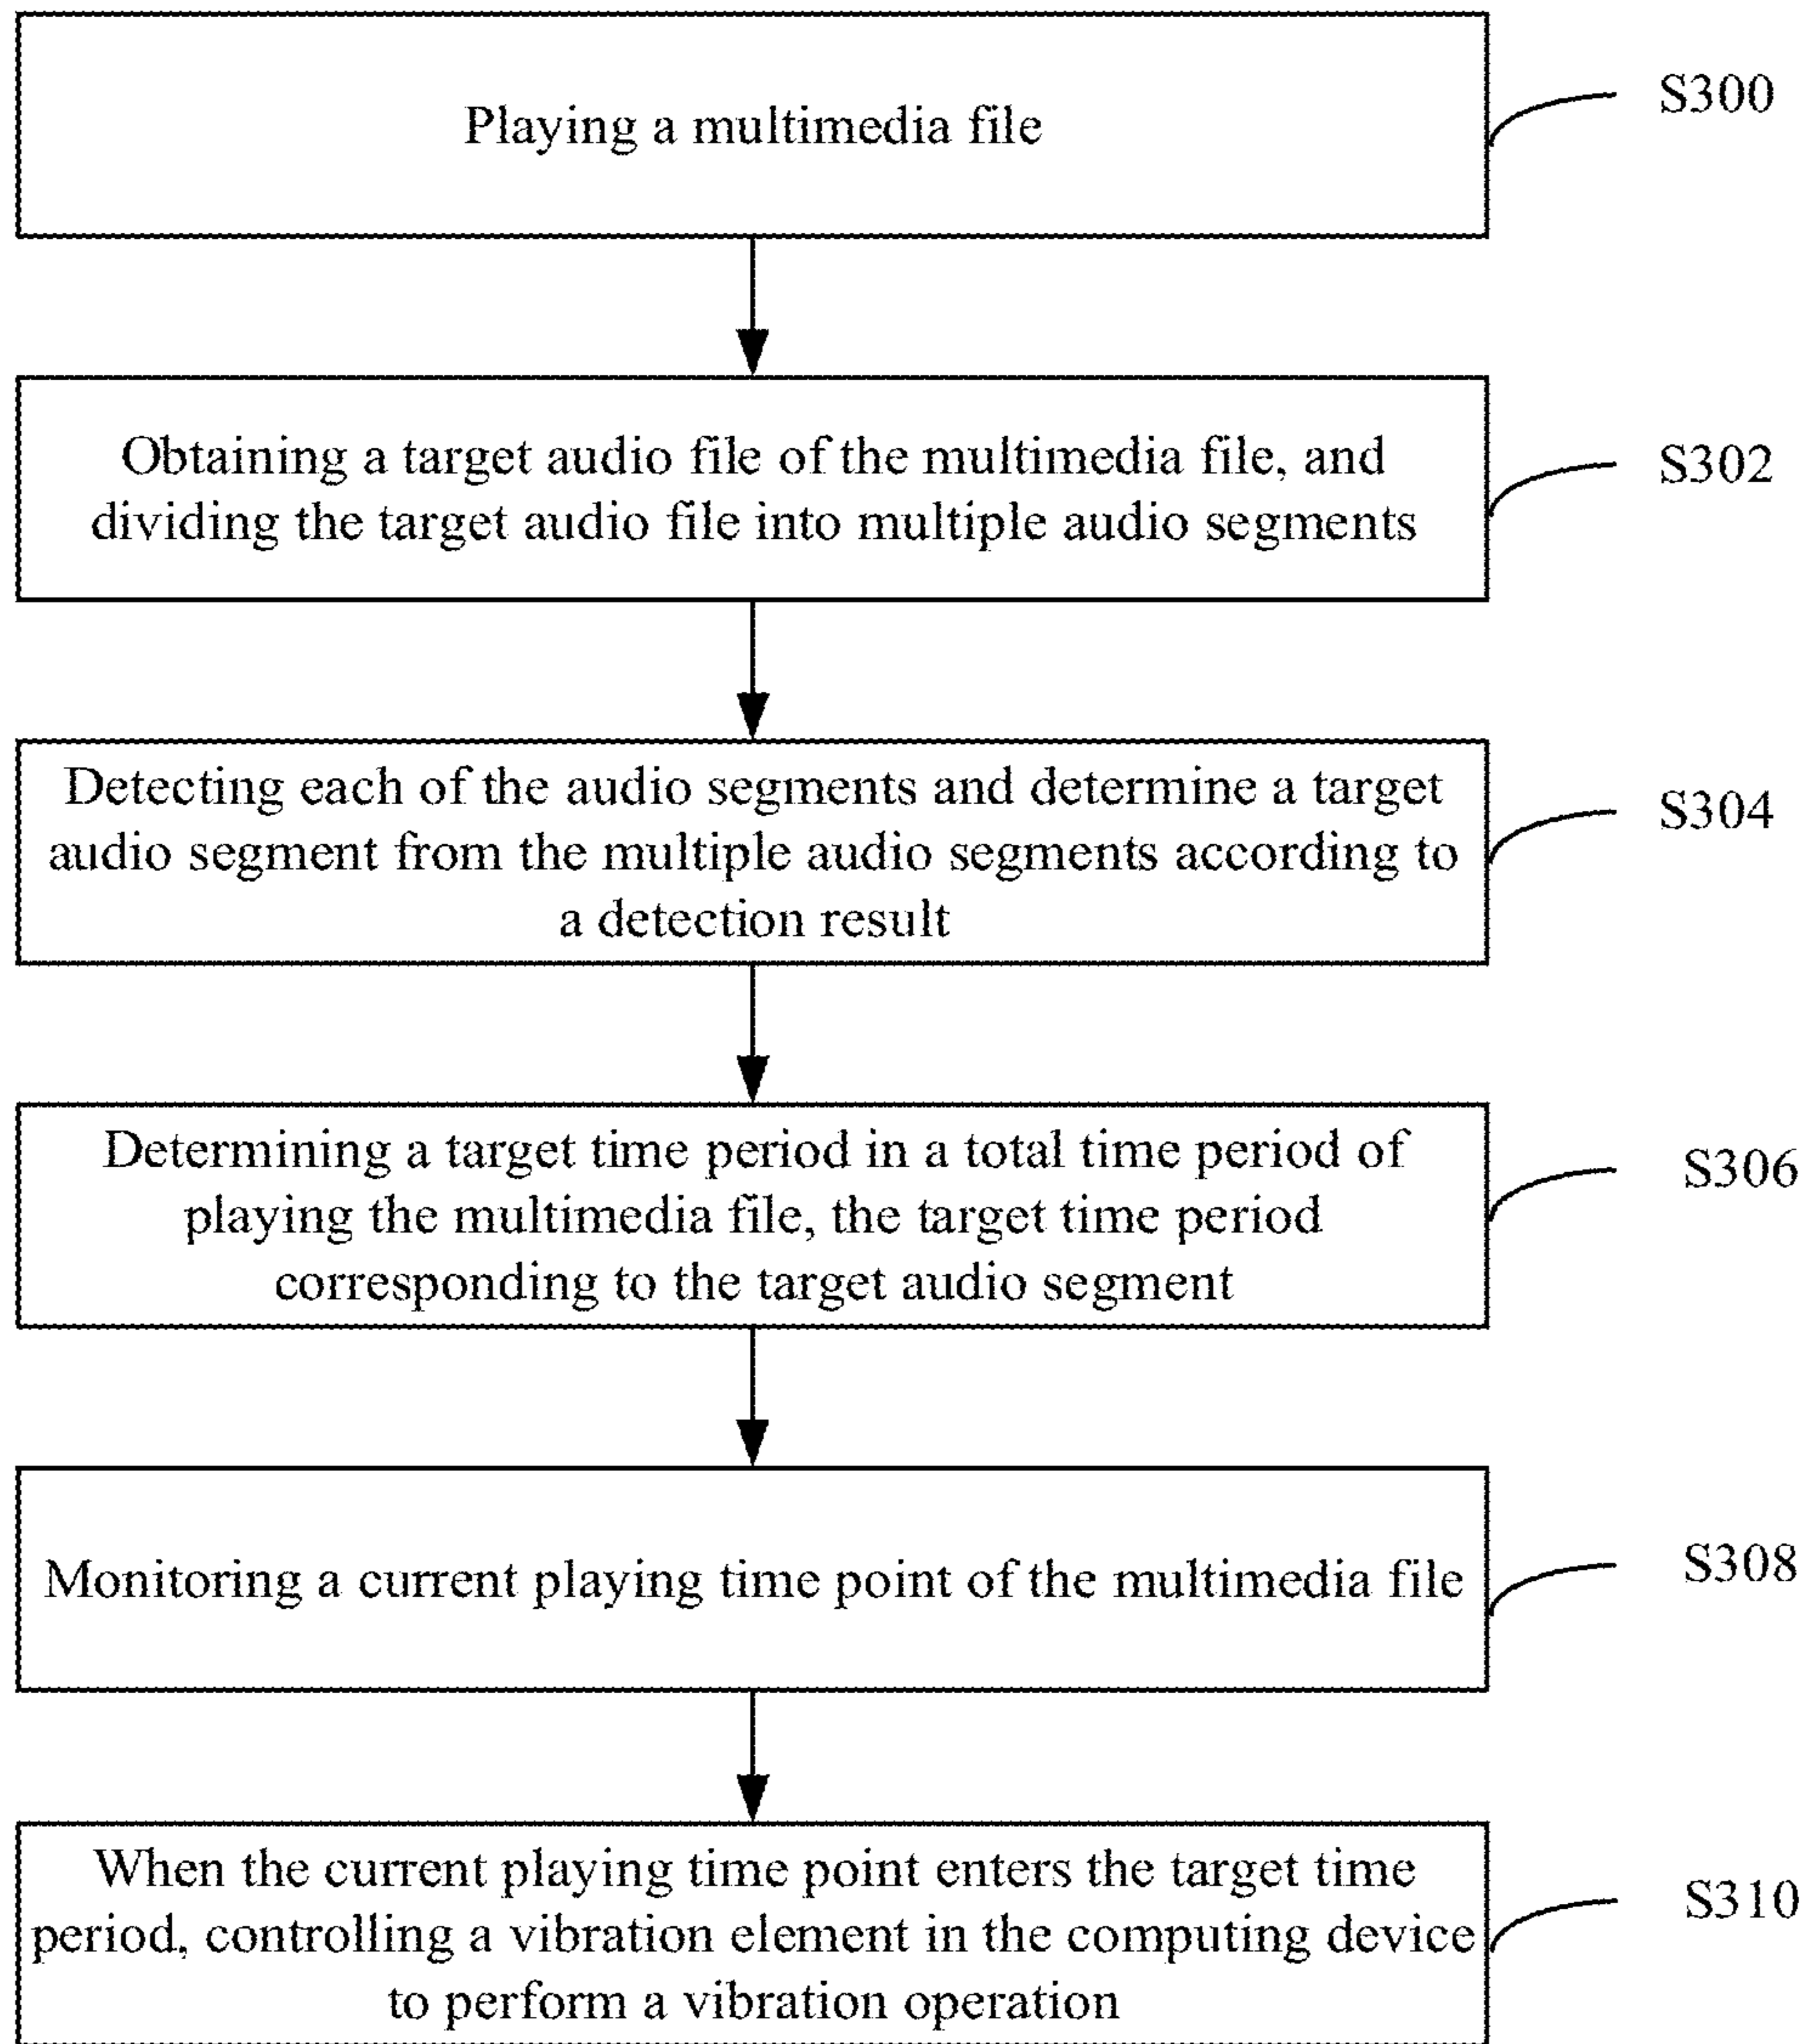 Playing a multimedia file
S300
Obtaining a target audio file of the multimedia file, and
dividing the target audio file into multiple audio segments
S302
Detecting each of the audio segments and determine a target
audio segment from the multiple audio segments according to
a detection result
S304
Determining a target time period in a total time period of
playing the multimedia file, the target time period
corresponding to the target audio segment
S306
Monitoring a current playing time point of the multimedia file
S308
When the current playing time point enters the target time
period, controlling a vibration element in the computing device
to perform a vibration operation
S310